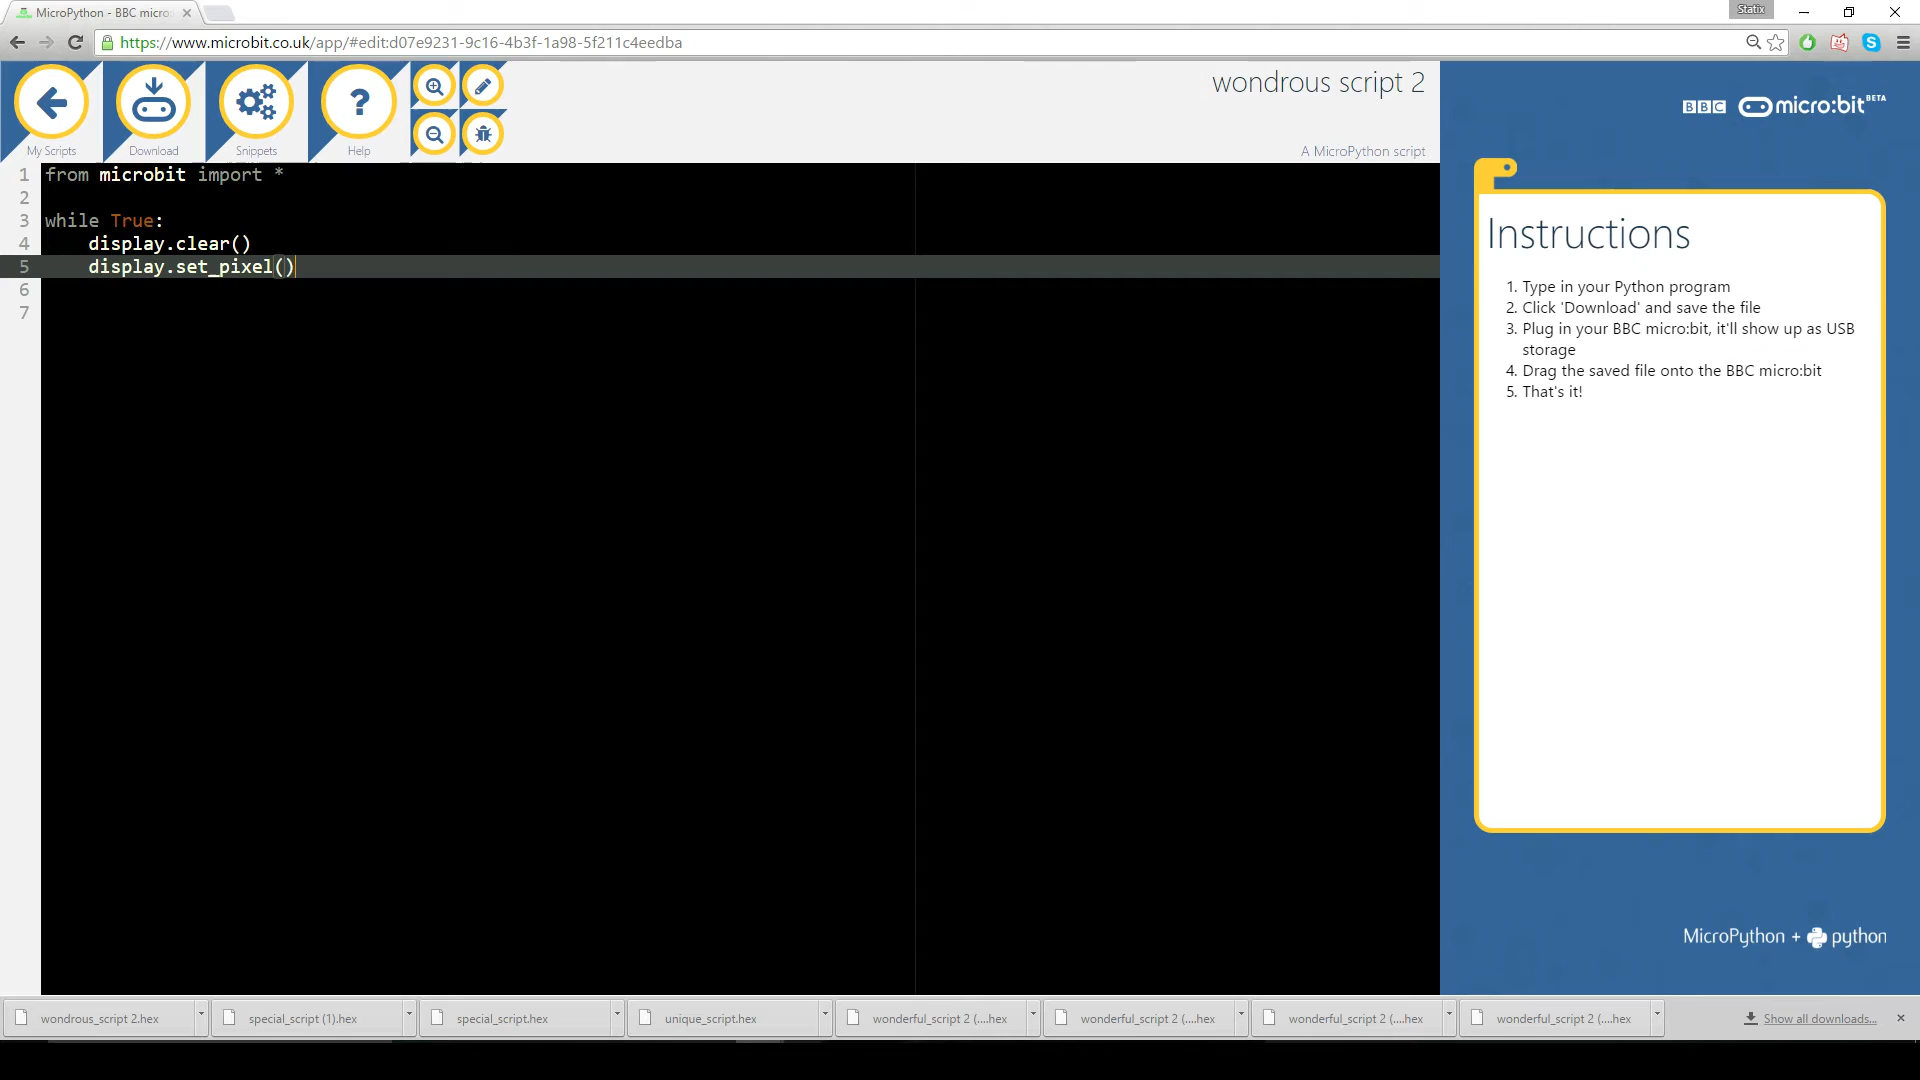 MicroPython - BBC micro:
Statix
https://www.microbit.co.uk/app/#edit:d07e9231-9c16-4b3f-1a98-5f211c4eedba
My Scripts
Download
Snippets
?
Help
wondrous script 2
A MicroPython script
BBC micro:bit BETA
1 from microbit import *
2
3 while True:
4     display.clear()
5     display.set_pixel()
6
7
Instructions
1. Type in your Python program
2. Click 'Download' and save the file
3. Plug in your BBC micro:bit, it'll show up as USB
storage
4. Drag the saved file onto the BBC micro:bit
5. That's it!
MicroPython + python
wondrous_script 2.hex
special_script (1).hex
special_script.hex
unique_script.hex
wonderful_script 2 (....hex
wonderful_script 2 (....hex
wonderful_script 2 (....hex
wonderful_script 2 (....hex
Show all downloads...